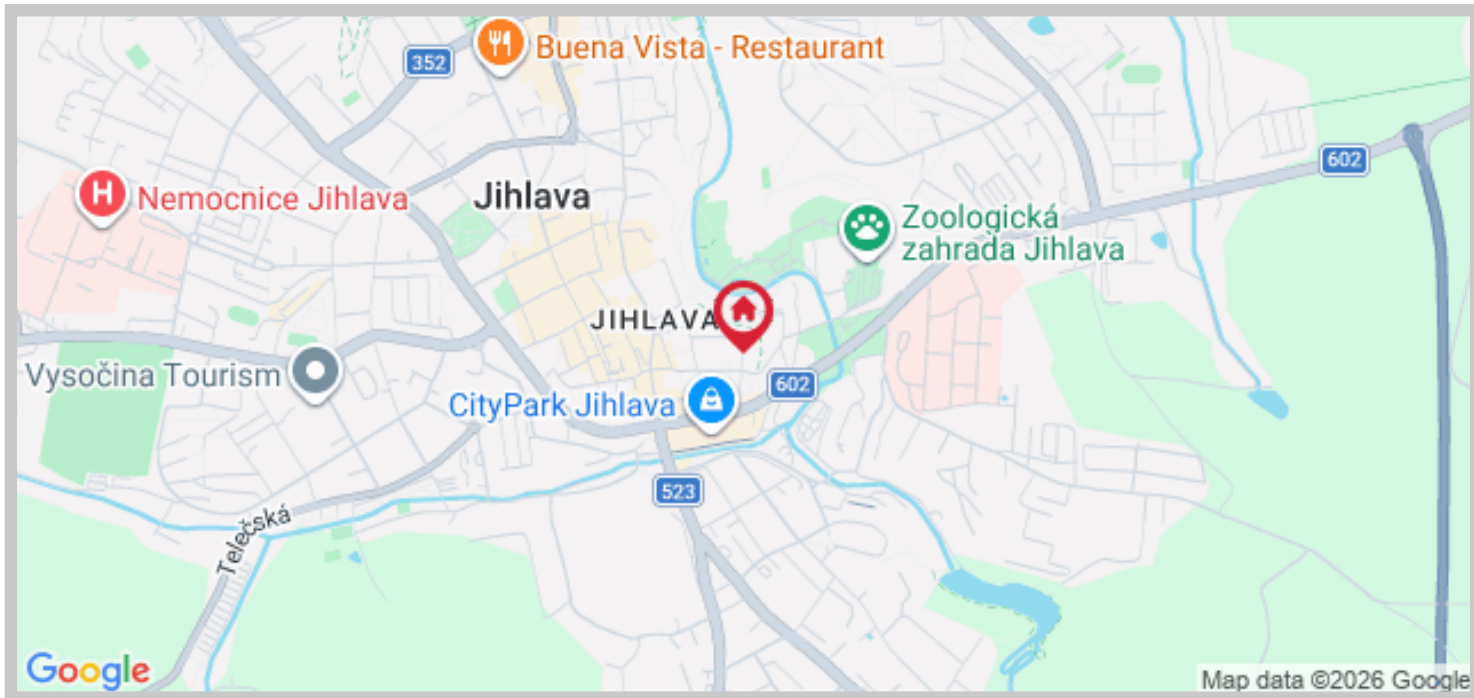 Buena Vista - Restaurant
352
602
H
Nemocnice Jihlava
Jihlava
Zoologická
zahrada Jihlava
JIHLAVA
Vysočina Tourism
602
CityPark Jihlava
523
Telečská
Google
Map data ©2026 Google